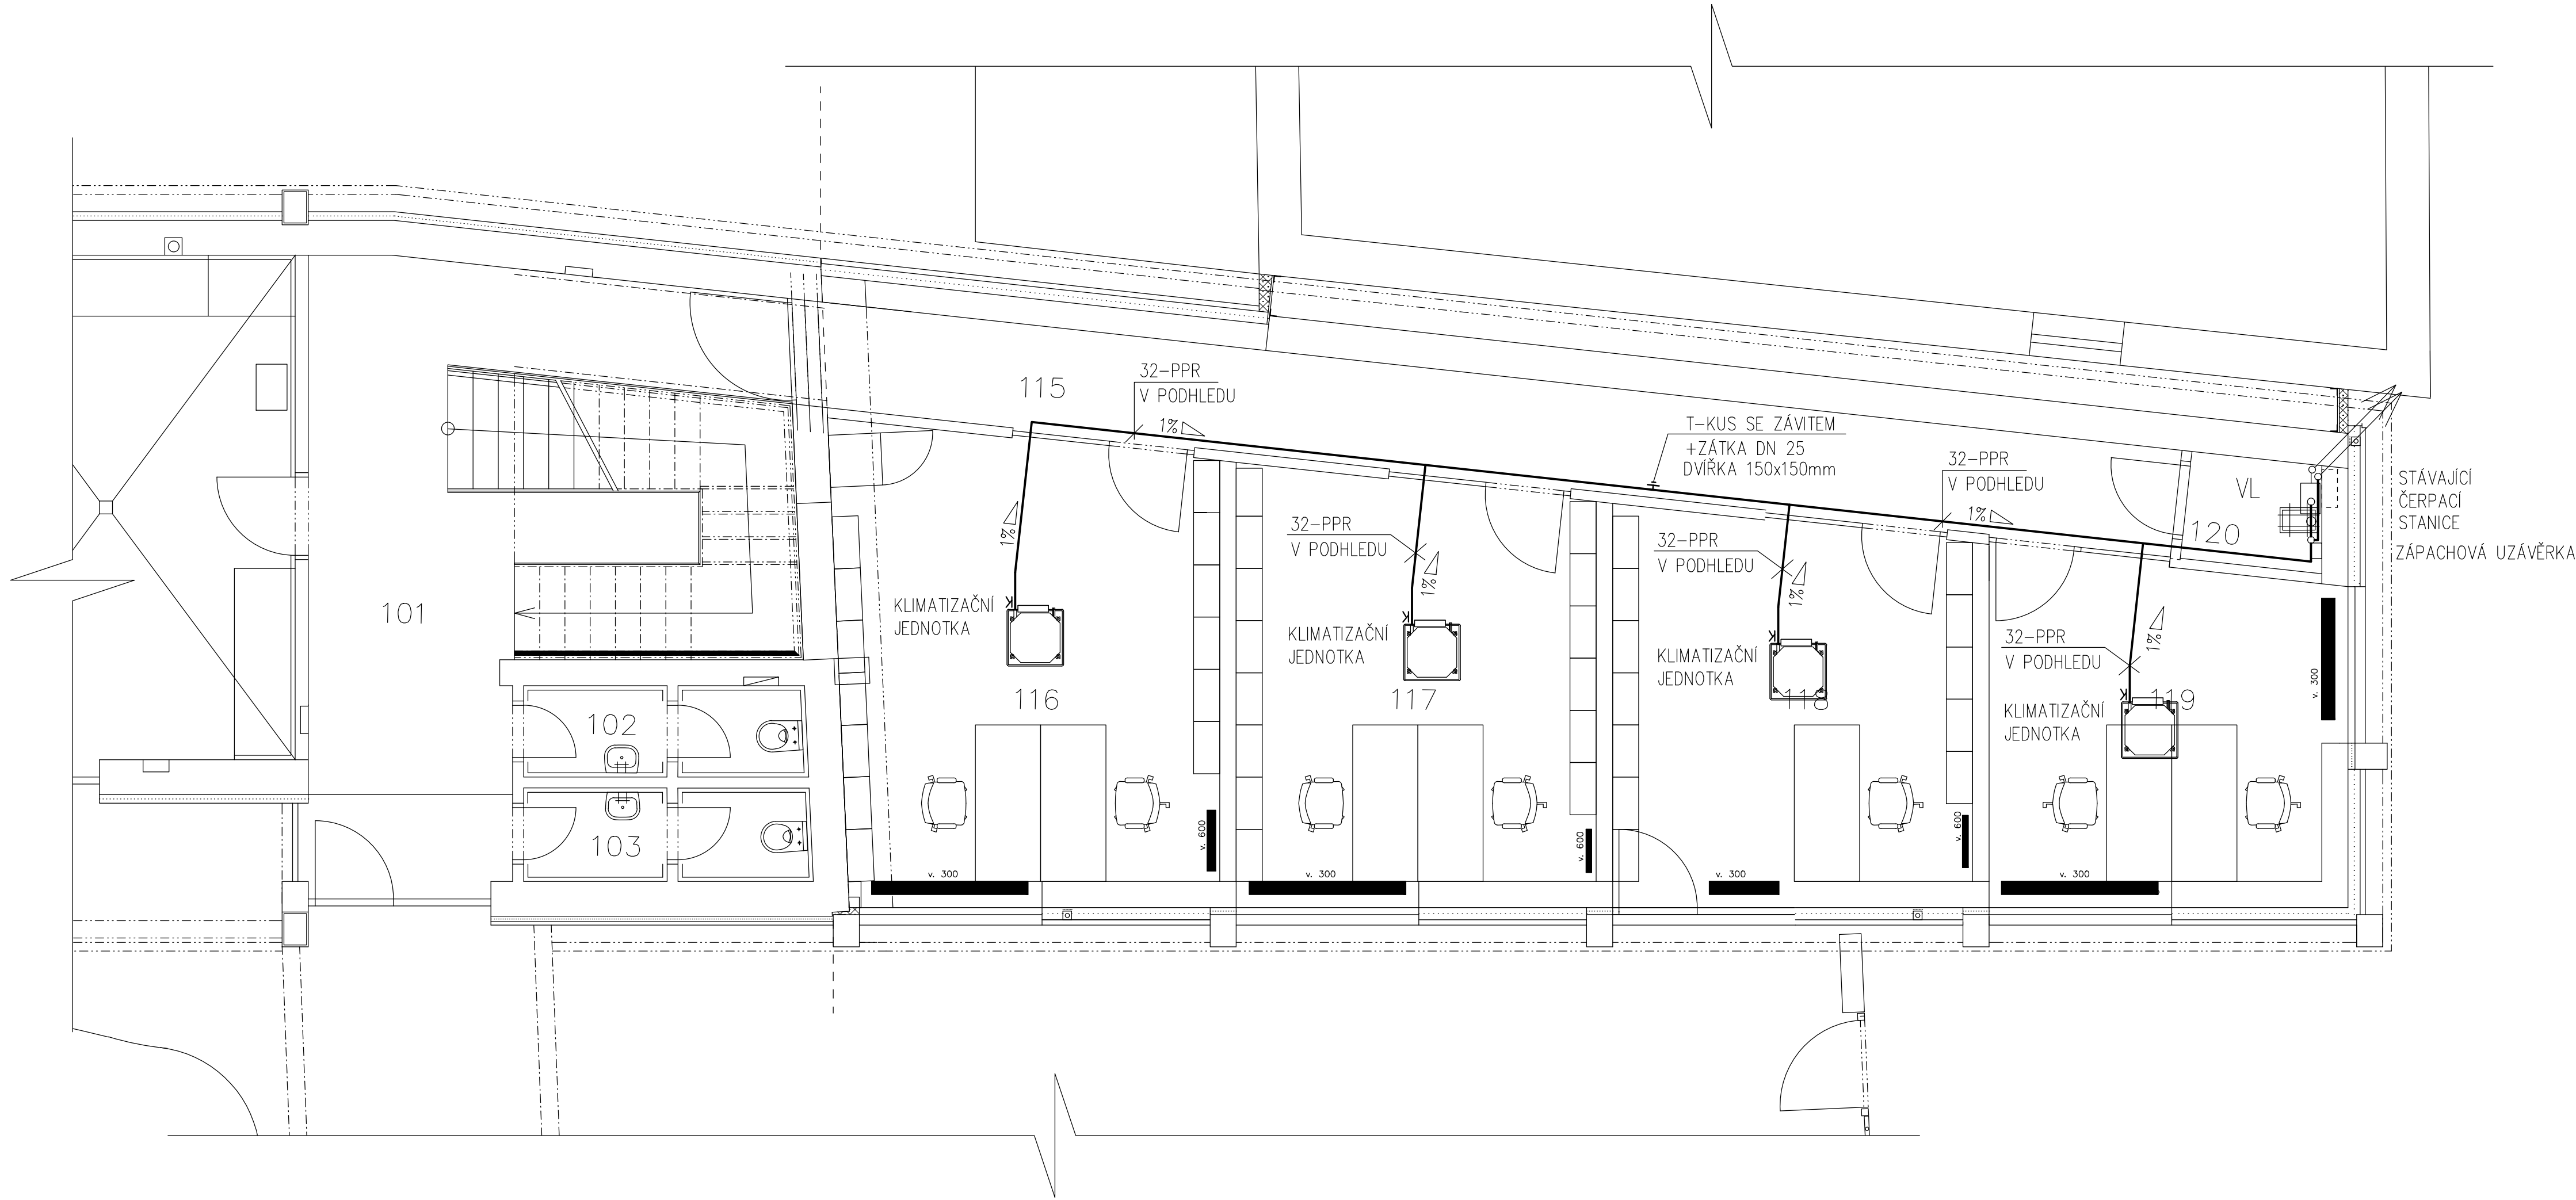 32-PPR
V PODHLEDU
1%
115
T-KUS SE ZÁVITEM
+ZÁTKA DN 25
DVÍŘKA 150x150mm
32-PPR
V PODHLEDU
1%
VL
120
STÁVAJÍCÍ
ČERPACÍ
STANICE
ZÁPACHOVÁ UZÁVĚRKA
1%
32-PPR
V PODHLEDU
1%
32-PPR
V PODHLEDU
1%
32-PPR
V PODHLEDU
1%
101
KLIMATIZAČNÍ
JEDNOTKA
K
KLIMATIZAČNÍ
JEDNOTKA
K
KLIMATIZAČNÍ
JEDNOTKA
K
KLIMATIZAČNÍ
JEDNOTKA
K
116
117
118
119
v. 300
102
103
v. 600
v. 600
v. 600
v. 300
v. 300
v. 300
v. 300